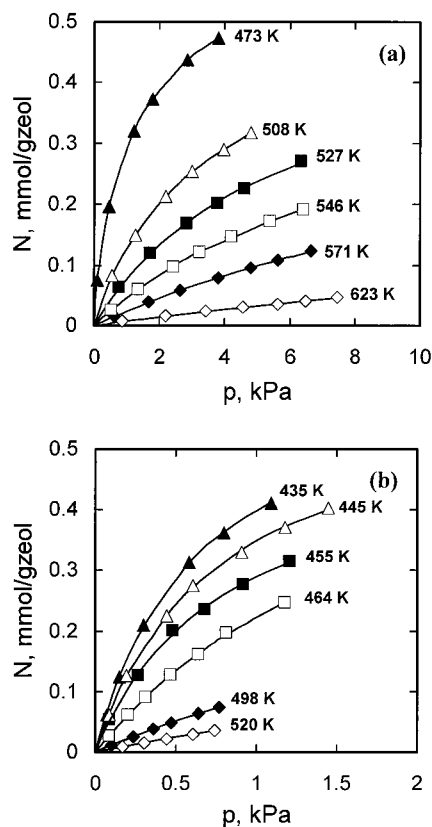 (a)
N, mmol/gzeol
0.5
0.4
0.3
0.2
0.1
0
473 K
508 K
527 K
546 K
571 K
623 K
0 2 4 6 8 10
p, kPa
(b)
N, mmol/gzeol
0.5
0.4
0.3
0.2
0.1
0
435 K
445 K
455 K
464 K
498 K
520 K
0 0.5 1 1.5 2
p, kPa